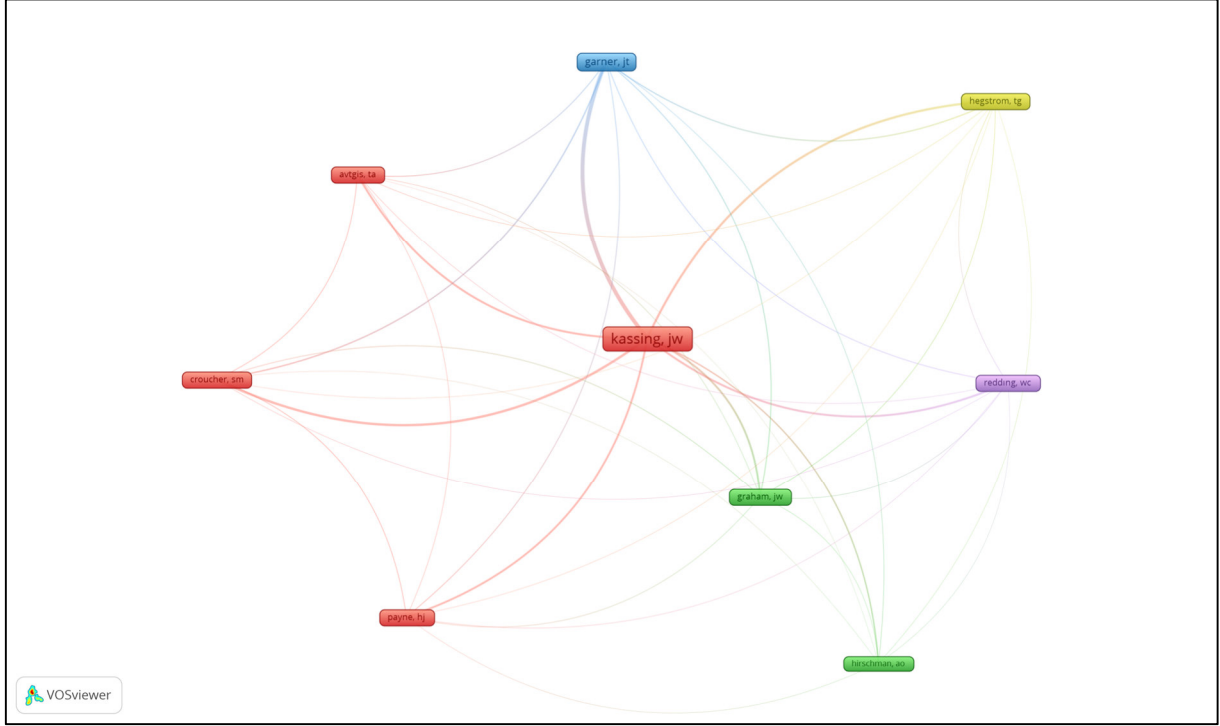 garner, jt
hegstrom, tg
avtgis, ta
kassing, jw
croucher, sm
redding, wc
graham, jw
payne, hj
hirschman, ao
VOSviewer